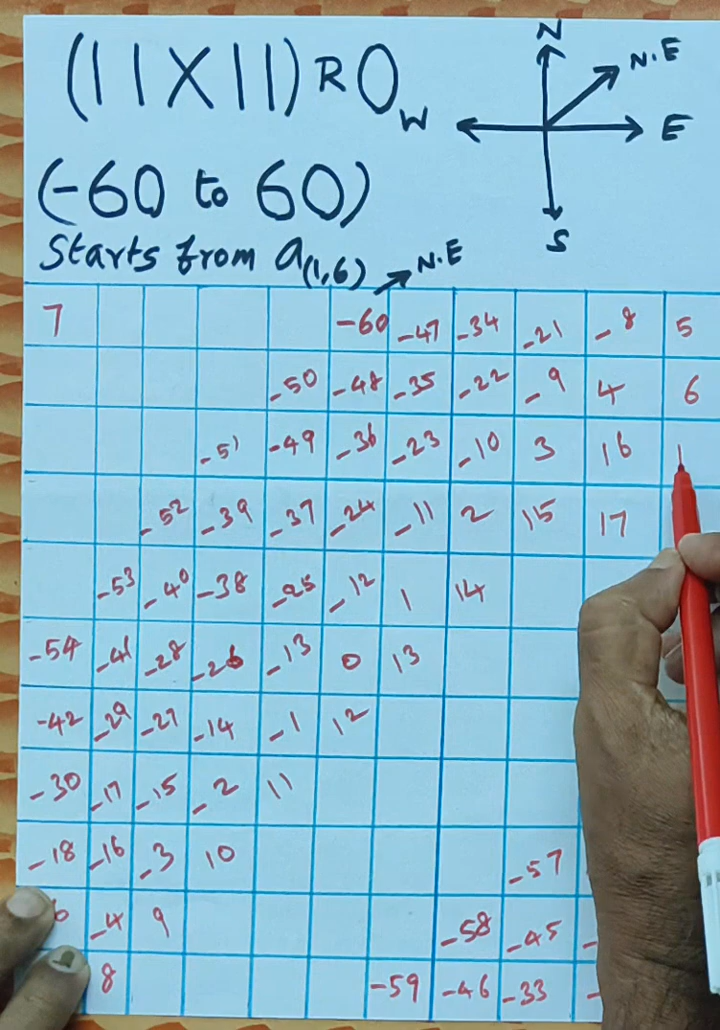 N
(11X11) RO
N.E
W E
(-60 to 60)
S
Starts from a(1,6) N.E
7 -60 -47 -34 -21 -8 5
-50 -48 -35 -22 -9 4 6
-51 -49 -36 -23 -10 3 16
-52 -39 -37 -24 -11 2 15 17
-53 -40 -38 -25 -12 1 14
-54 -41 -28 -26 -13 0 13
-42 -29 -27 -14 -1 12
-30 -17 -15 -2 11
-18 -16 -3 10 -57
-4 9 -58 -45
8 -59 -46 -33